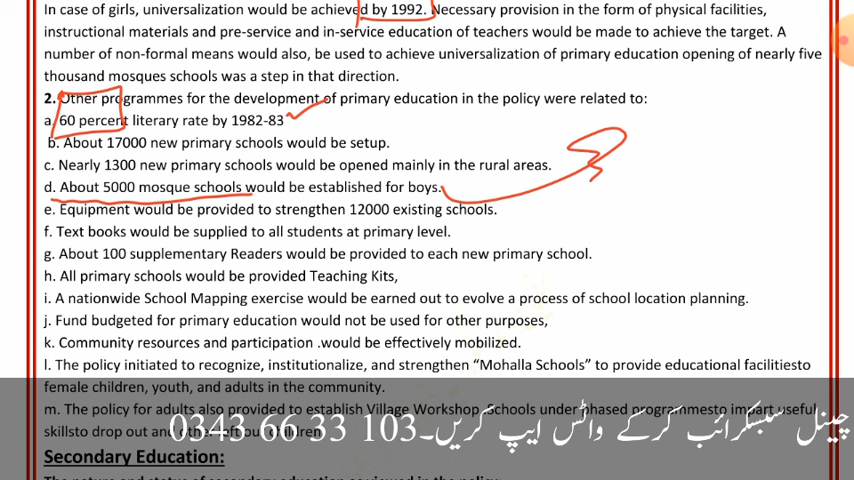 In case of girls, universalization would be achieved by 1992. Necessary provision in the form of physical facilities,
instructional materials and pre-service and in-service education of teachers would be made to achieve the target. A
number of non-formal means would also, be used to achieve universalization of primary education opening of nearly five
thousand mosques schools was a step in that direction.
2. Other programmes for the development of primary education in the policy were related to:
a. 60 percent literary rate by 1982-83
b. About 17000 new primary schools would be setup.
c. Nearly 1300 new primary schools would be opened mainly in the rural areas.
d. About 5000 mosque schools would be established for boys.
e. Equipment would be provided to strengthen 12000 existing schools.
f. Text books would be supplied to all students at primary level.
g. About 100 supplementary Readers would be provided to each new primary school.
h. All primary schools would be provided Teaching Kits,
i. A nationwide School Mapping exercise would be earned out to evolve a process of school location planning.
j. Fund budgeted for primary education would not be used for other purposes,
k. Community resources and participation .would be effectively mobilized.
l. The policy initiated to recognize, institutionalize, and strengthen “Mohalla Schools” to provide educational facilitiesto
female children, youth, and adults in the community.
m. The policy for adults also provided to establish Village Workshop Schools under phased programmesto impart useful
skillsto drop out and other left out children
چینل سبسکرائب کرکے واٹس ایپ کریں۔103 33 66 0343
Secondary Education: